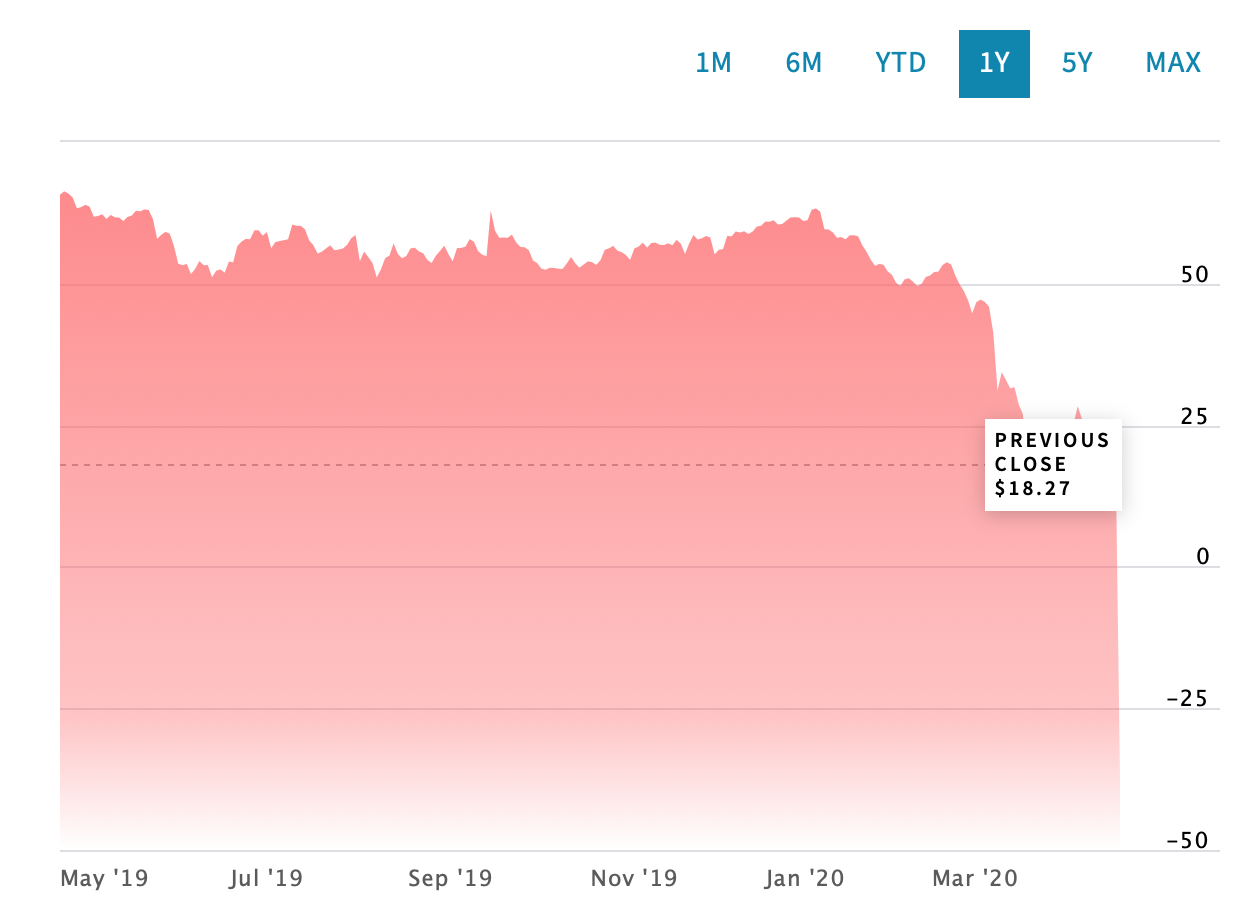 1M 6M YTD 1Y 5Y MAX
50
25
PREVIOUS
CLOSE
$18.27
0
−25
−50
May '19 Jul '19 Sep '19 Nov '19 Jan '20 Mar '20